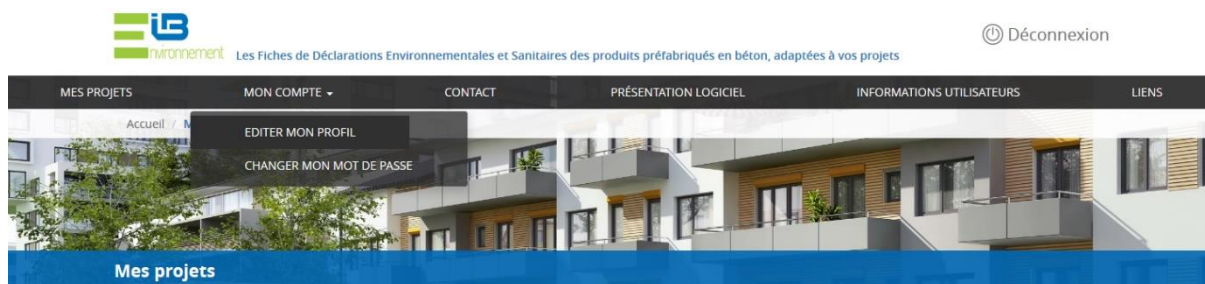 EIB
nvironnement
Les Fiches de Déclarations Environnementales et Sanitaires des produits préfabriqués en béton, adaptées à vos projets
Déconnexion
MES PROJETS MON COMPTE CONTACT PRÉSENTATION LOGICIEL INFORMATIONS UTILISATEURS LIENS
Accueil / M
EDITER MON PROFIL
CHANGER MON MOT DE PASSE
Mes projets